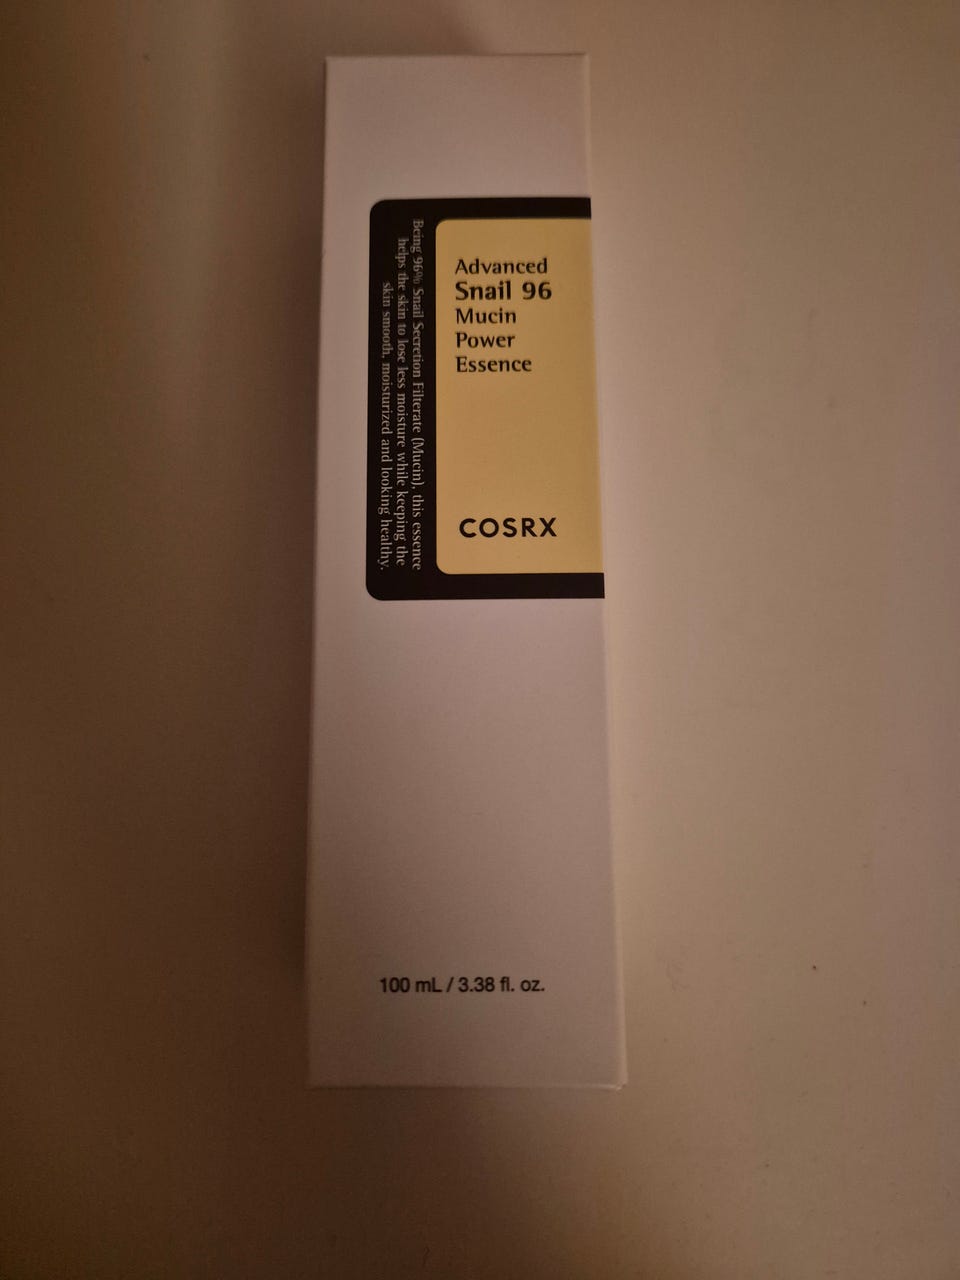 Advanced
Snail 96
Mucin
Power
Essence
COSRX
Being 96% Snail Secretion Filterate (Mucin), this essence
helps the skin to lose less moisture while keeping the
skin smooth, moisturized and looking healthy.
100 mL / 3.38 fl. oz.